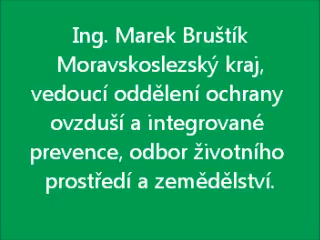 Ing. Marek Bruštík
Moravskoslezský kraj,
vedoucí oddělení ochrany
ovzduší a integrované
prevence, odbor životního
prostředí a zemědělství.